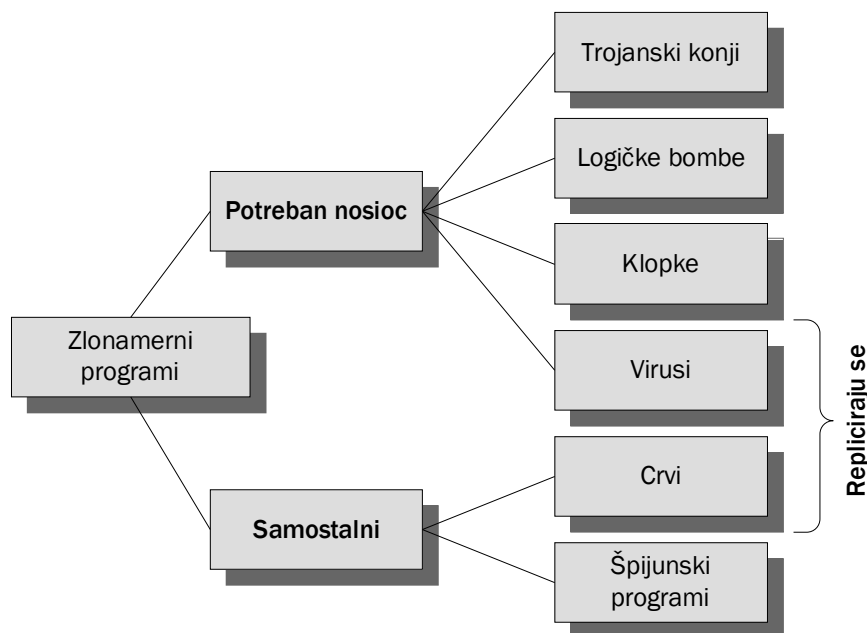 Trojanski konji
Logičke bombe
Potreban nosioc
Klopke
Zlonamerni
programi
Virusi
Repliciraju se
Crvi
Samostalni
Špijunski
programi